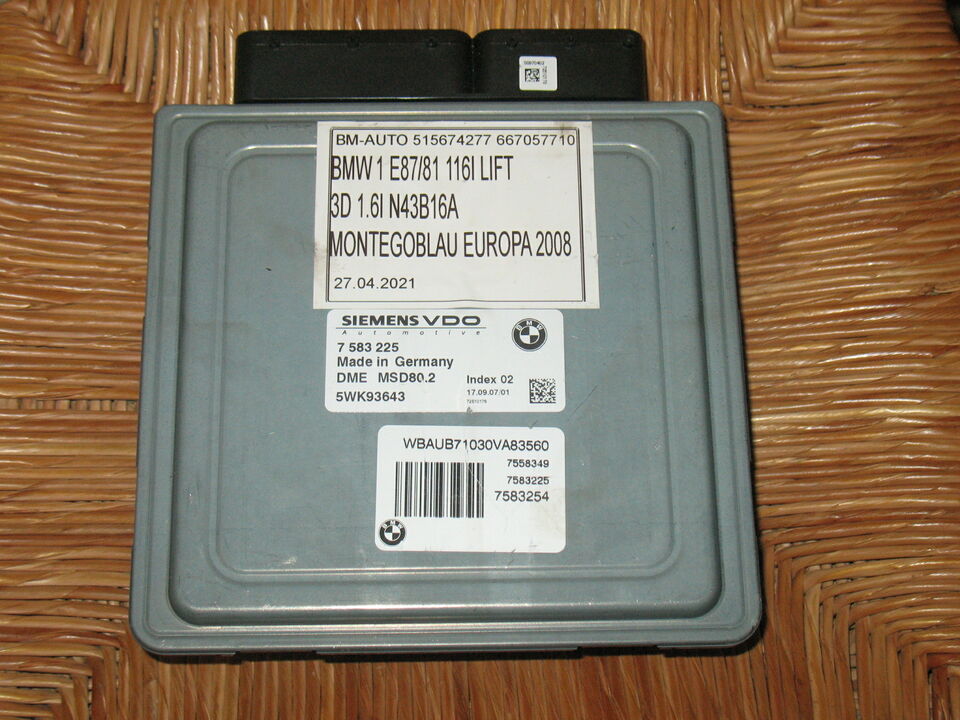 BM-AUTO 515674277 667057710
BMW 1 E87/81 116I LIFT
3D 1.6I N43B16A
MONTEGOBLAU EUROPA 2008
27.04.2021
SIEMENS VDO
Automotive
BMW
7 583 225
Made in Germany
DME MSD80.2
Index 02
5WK93643
17.09.07/01
WBAUB71030VA83560
7558349
7583225
7583254
BMW